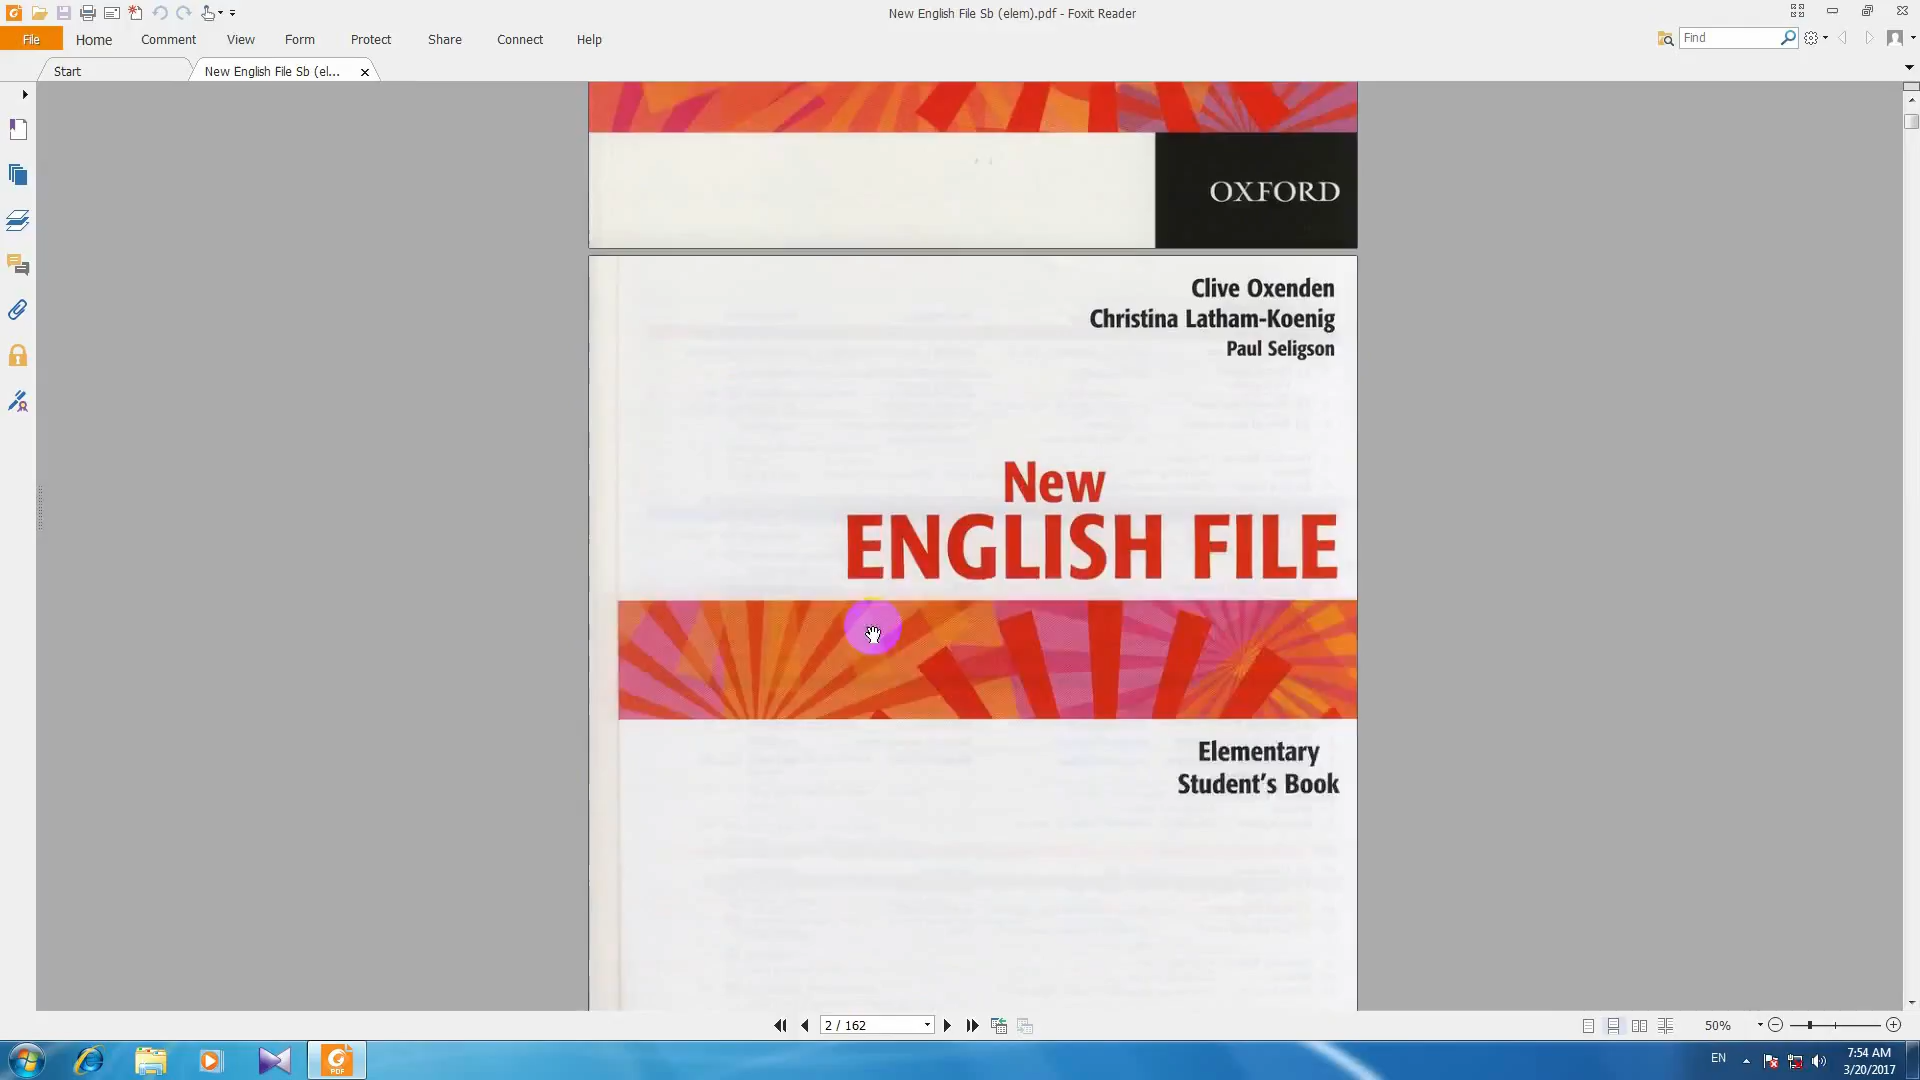 New English File Sb (elem).pdf - Foxit Reader
File Home Comment View Form Protect Share Connect Help
Find
Start
New English File Sb (el...
OXFORD
Clive Oxenden
Christina Latham-Koenig
Paul Seligson
New
ENGLISH FILE
Elementary
Student's Book
2 / 162
50%
PDF
EN
7:54 AM
3/20/2017